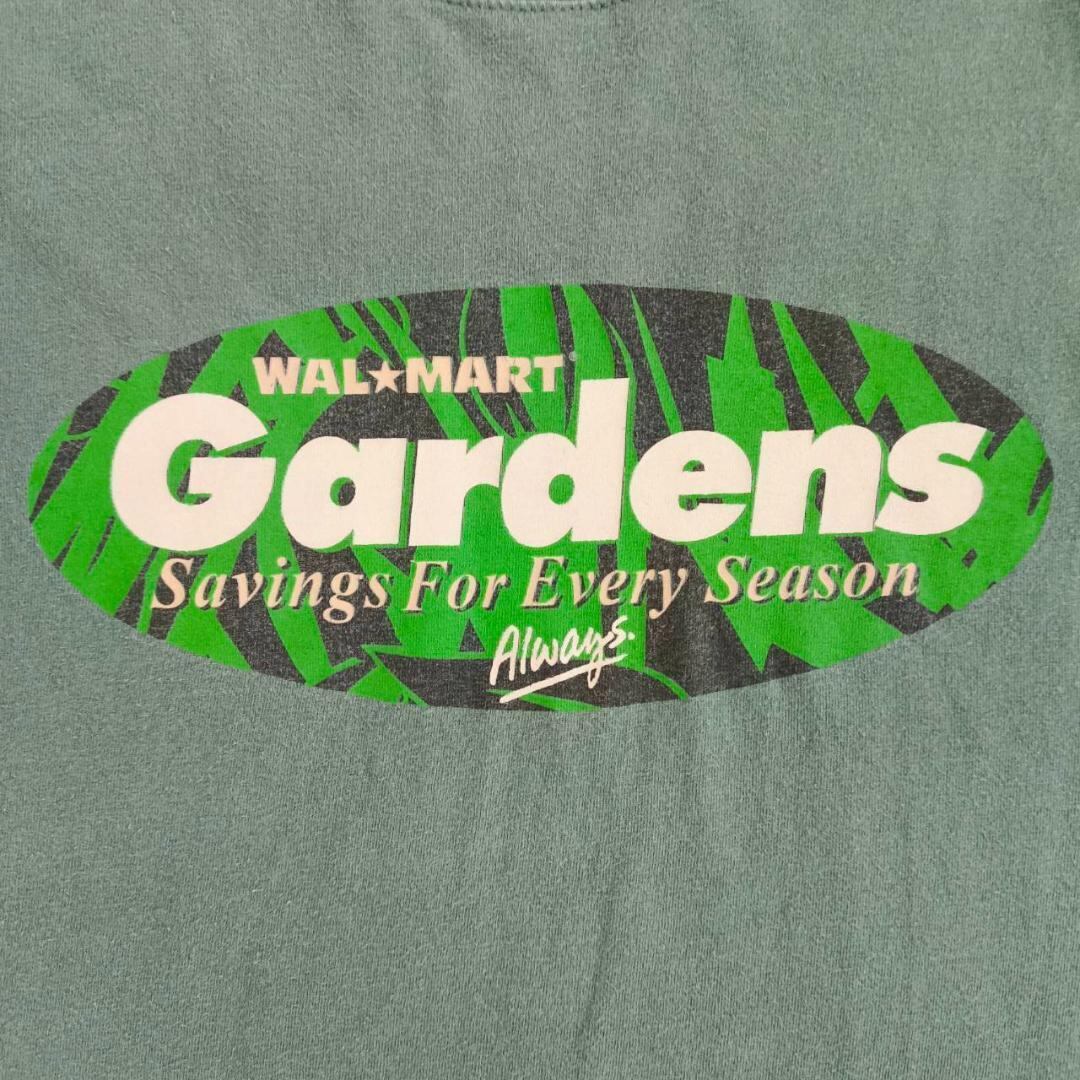 WAL★MART®
Gardens
Savings For Every Season
Always.